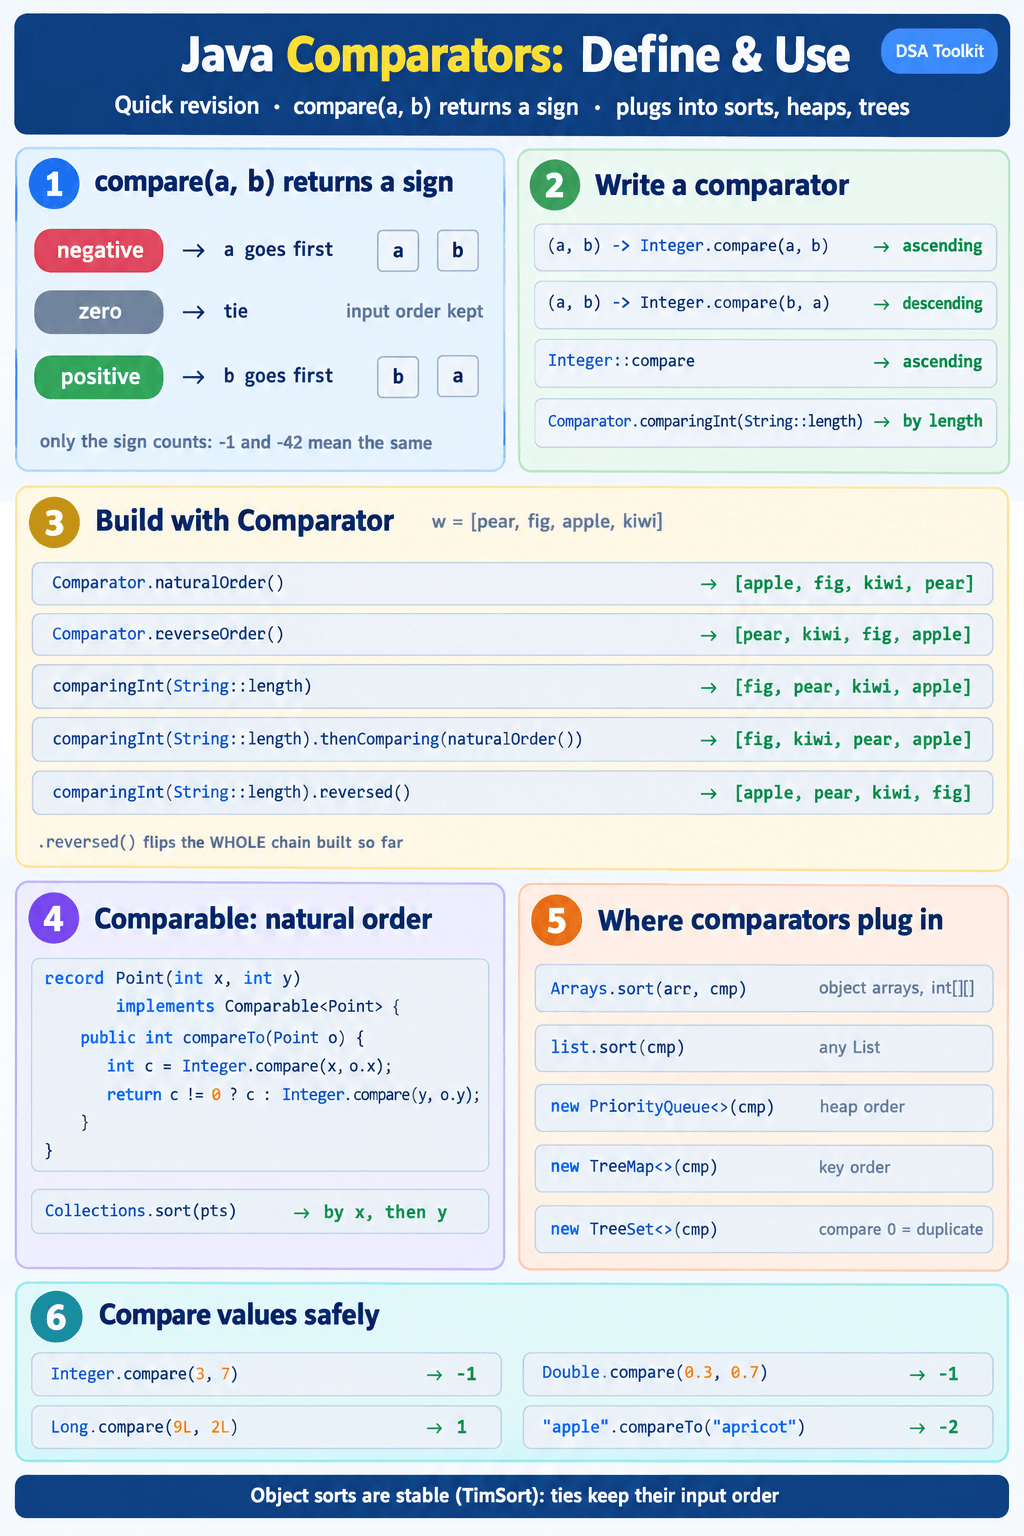 Java Comparators: Define & Use
DSA Toolkit
Quick revision • compare(a, b) returns a sign • plugs into sorts, heaps, trees
1 compare(a, b) returns a sign
negative → a goes first a b
zero → tie input order kept
positive → b goes first b a
only the sign counts: -1 and -42 mean the same
2 Write a comparator
(a, b) -> Integer.compare(a, b) → ascending
(a, b) -> Integer.compare(b, a) → descending
Integer::compare → ascending
Comparator.comparingInt(String::length) → by length
3 Build with Comparator w = [pear, fig, apple, kiwi]
Comparator.naturalOrder() → [apple, fig, kiwi, pear]
Comparator.reverseOrder() → [pear, kiwi, fig, apple]
comparingInt(String::length) → [fig, pear, kiwi, apple]
comparingInt(String::length).thenComparing(naturalOrder()) → [fig, kiwi, pear, apple]
comparingInt(String::length).reversed() → [apple, pear, kiwi, fig]
.reversed() flips the WHOLE chain built so far
4 Comparable: natural order
record Point(int x, int y)
implements Comparable<Point> {
public int compareTo(Point o) {
int c = Integer.compare(x, o.x);
return c != 0 ? c : Integer.compare(y, o.y);
}
}
Collections.sort(pts) → by x, then y
5 Where comparators plug in
Arrays.sort(arr, cmp) object arrays, int[][]
list.sort(cmp) any List
new PriorityQueue<>(cmp) heap order
new TreeMap<>(cmp) key order
new TreeSet<>(cmp) compare 0 = duplicate
6 Compare values safely
Integer.compare(3, 7) → -1
Double.compare(0.3, 0.7) → -1
Long.compare(9L, 2L) → 1
"apple".compareTo("apricot") → -2
Object sorts are stable (TimSort): ties keep their input order